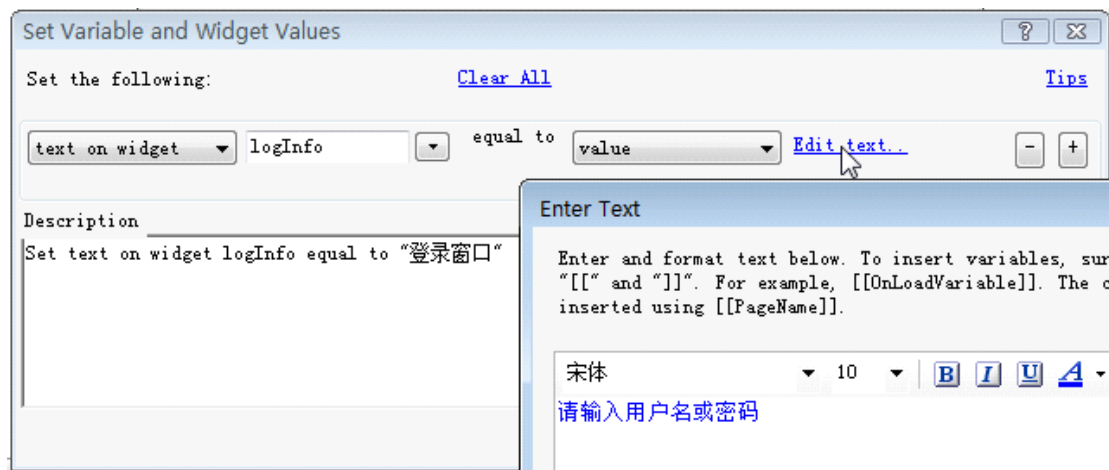 Set Variable and Widget Values
Set the following: Clear All Tips
text on widget logInfo equal to value Edit text..
Description
Set text on widget logInfo equal to "登录窗口"
Enter Text
Enter and format text below. To insert variables, sur
"[[" and "]]". For example, [[OnLoadVariable]]. The c
inserted using [[PageName]].
宋体 10 B I U A
请输入用户名或密码